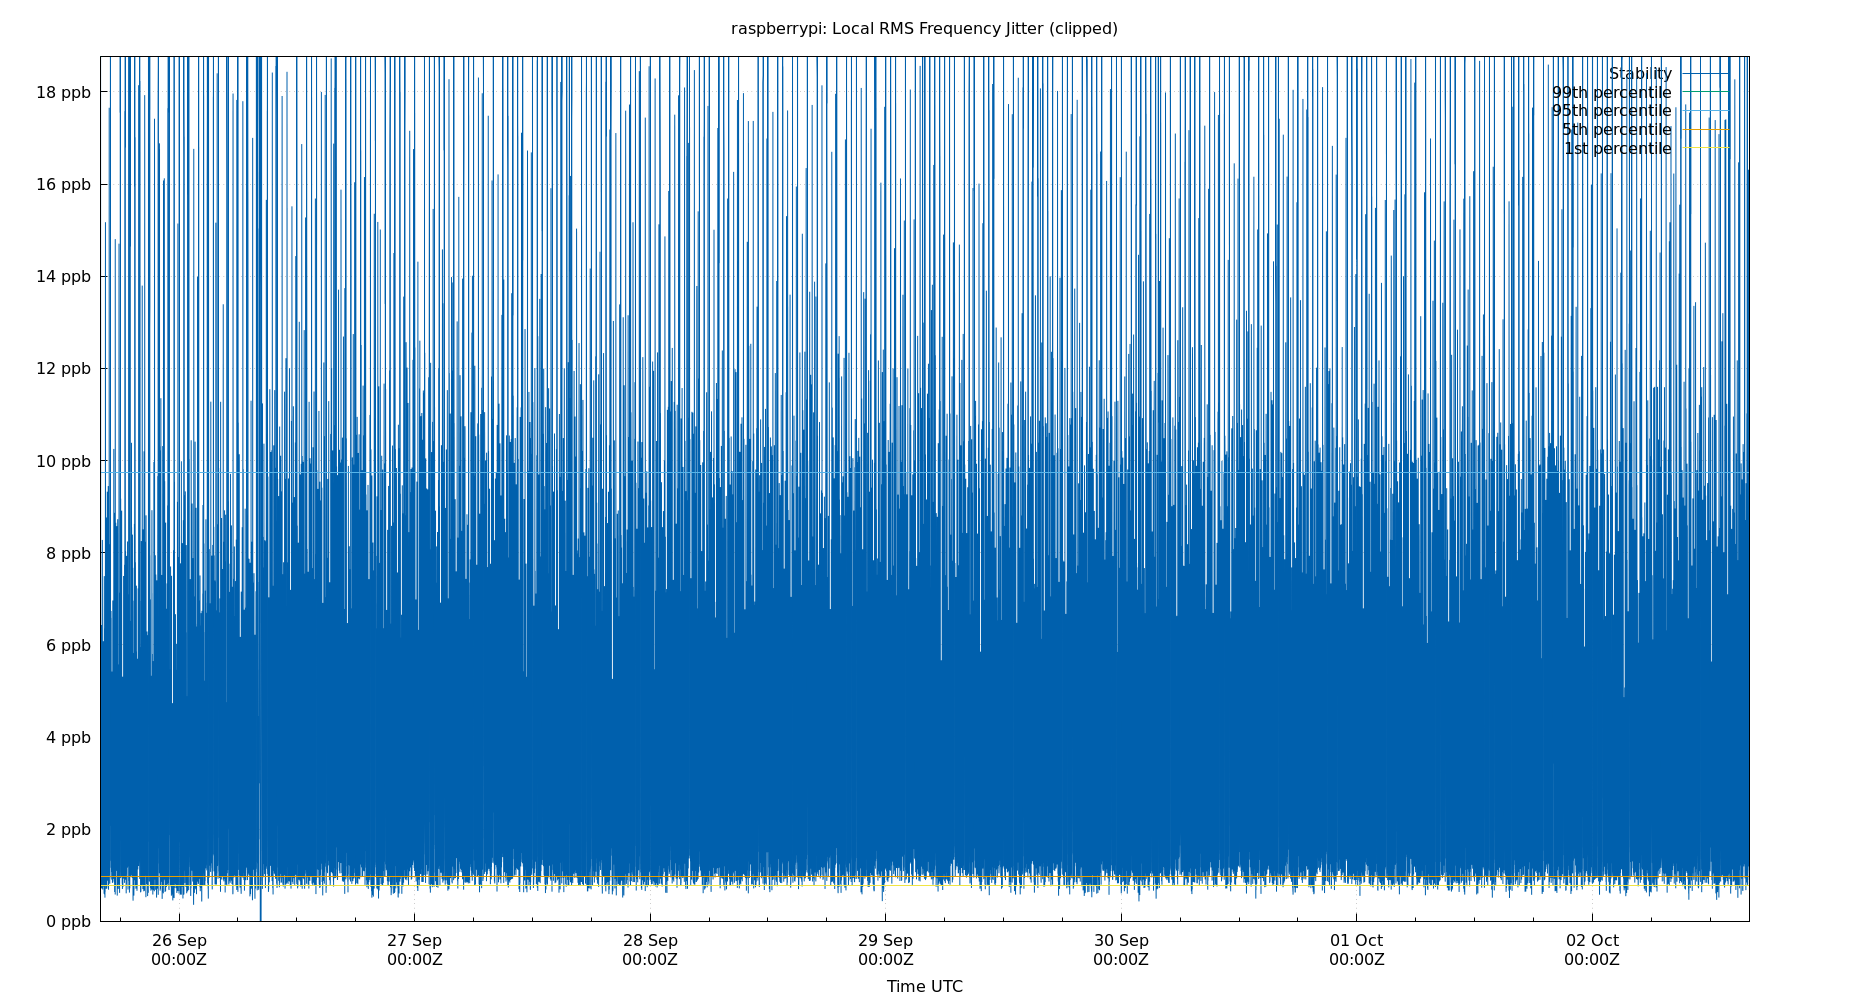 raspberrypi: Local RMS Frequency Jitter (clipped)
Stability
99th percentile
95th percentile
5th percentile
1st percentile
18 ppb
16 ppb
14 ppb
12 ppb
10 ppb
8 ppb
6 ppb
4 ppb
2 ppb
0 ppb
26 Sep 27 Sep 28 Sep 29 Sep 30 Sep 01 Oct 02 Oct
00:00Z 00:00Z 00:00Z 00:00Z 00:00Z 00:00Z 00:00Z
Time UTC